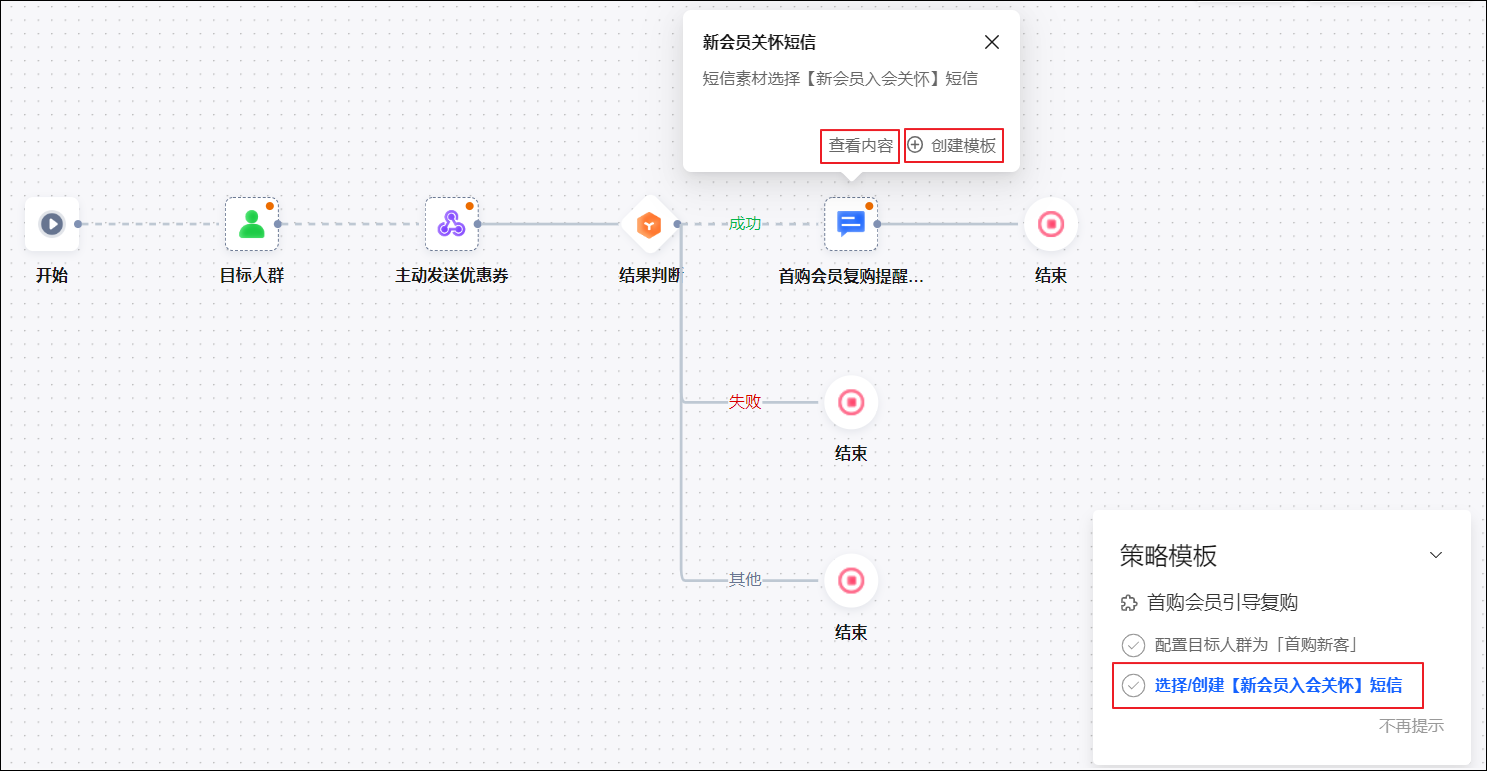 新会员关怀短信
短信素材选择【新会员入会关怀】短信
查看内容
创建模板
成功
开始
目标人群
主动发送优惠券
结果判断
首购会员复购提醒...
结束
失败
结束
其他
结束
策略模板
首购会员引导复购
配置目标人群为「首购新客」
选择/创建【新会员入会关怀】短信
不再提示